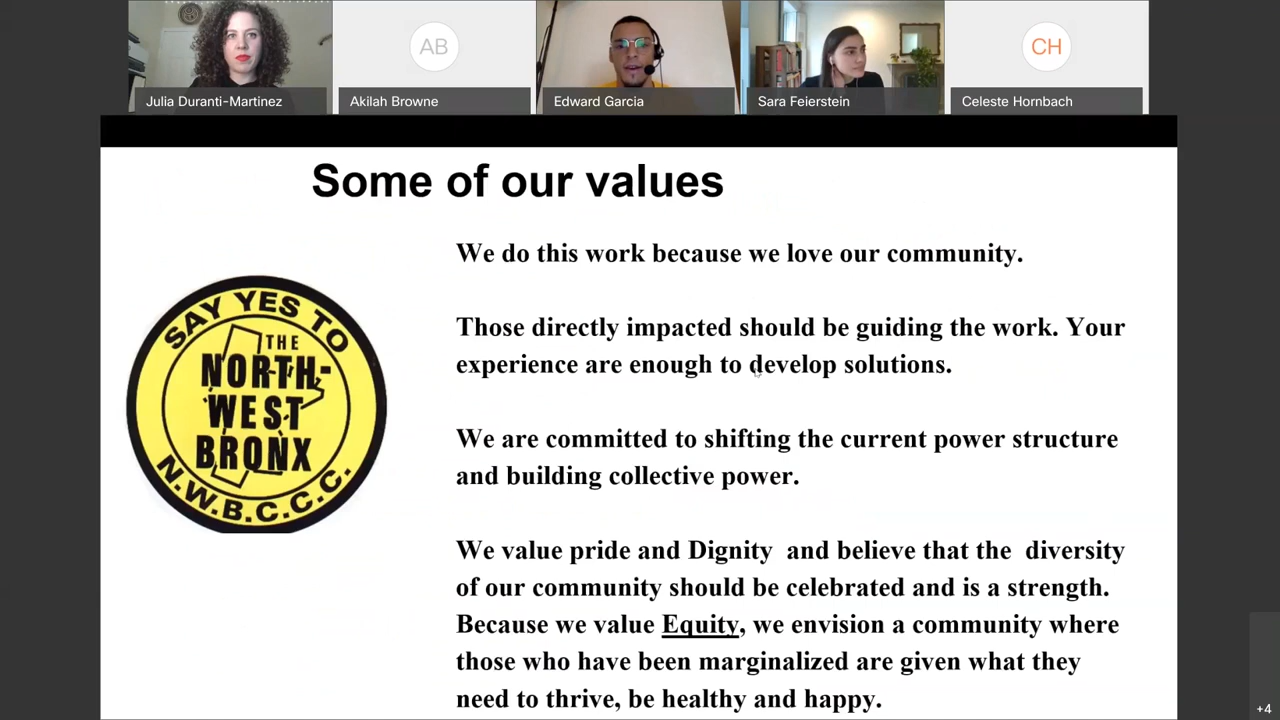 AB
CH
Julia Duranti-Martinez
Akilah Browne
Edward Garcia
Sara Feierstein
Celeste Hornbach
Some of our values
We do this work because we love our community.
Those directly impacted should be guiding the work. Your
experience are enough to develop solutions.
We are committed to shifting the current power structure
and building collective power.
We value pride and Dignity and believe that the diversity
of our community should be celebrated and is a strength.
Because we value Equity, we envision a community where
those who have been marginalized are given what they
need to thrive, be healthy and happy.
SAY YES TO
THE
NORTH-
WEST
BRONX
N.W.B.C.C.C.
+4